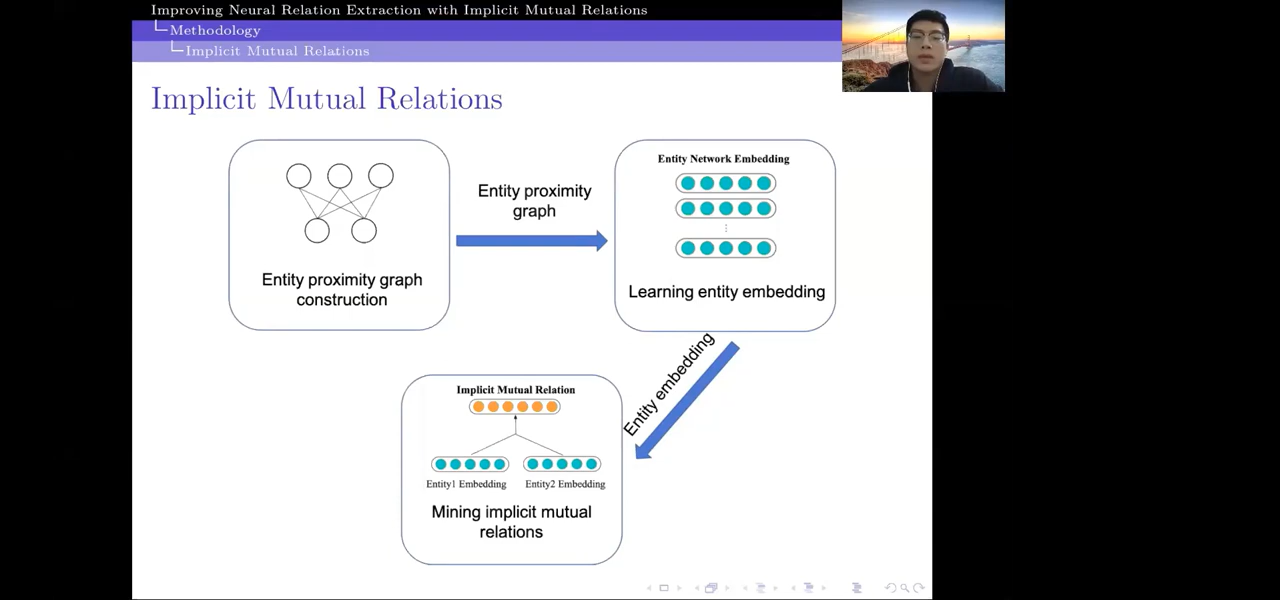 Improving Neural Relation Extraction with Implicit Mutual Relations
Methodology
Implicit Mutual Relations
Implicit Mutual Relations
Entity proximity graph
construction
Entity proximity
graph
Entity Network Embedding
Learning entity embedding
Entity embedding
Implicit Mutual Relation
Entity1 Embedding
Entity2 Embedding
Mining implicit mutual
relations